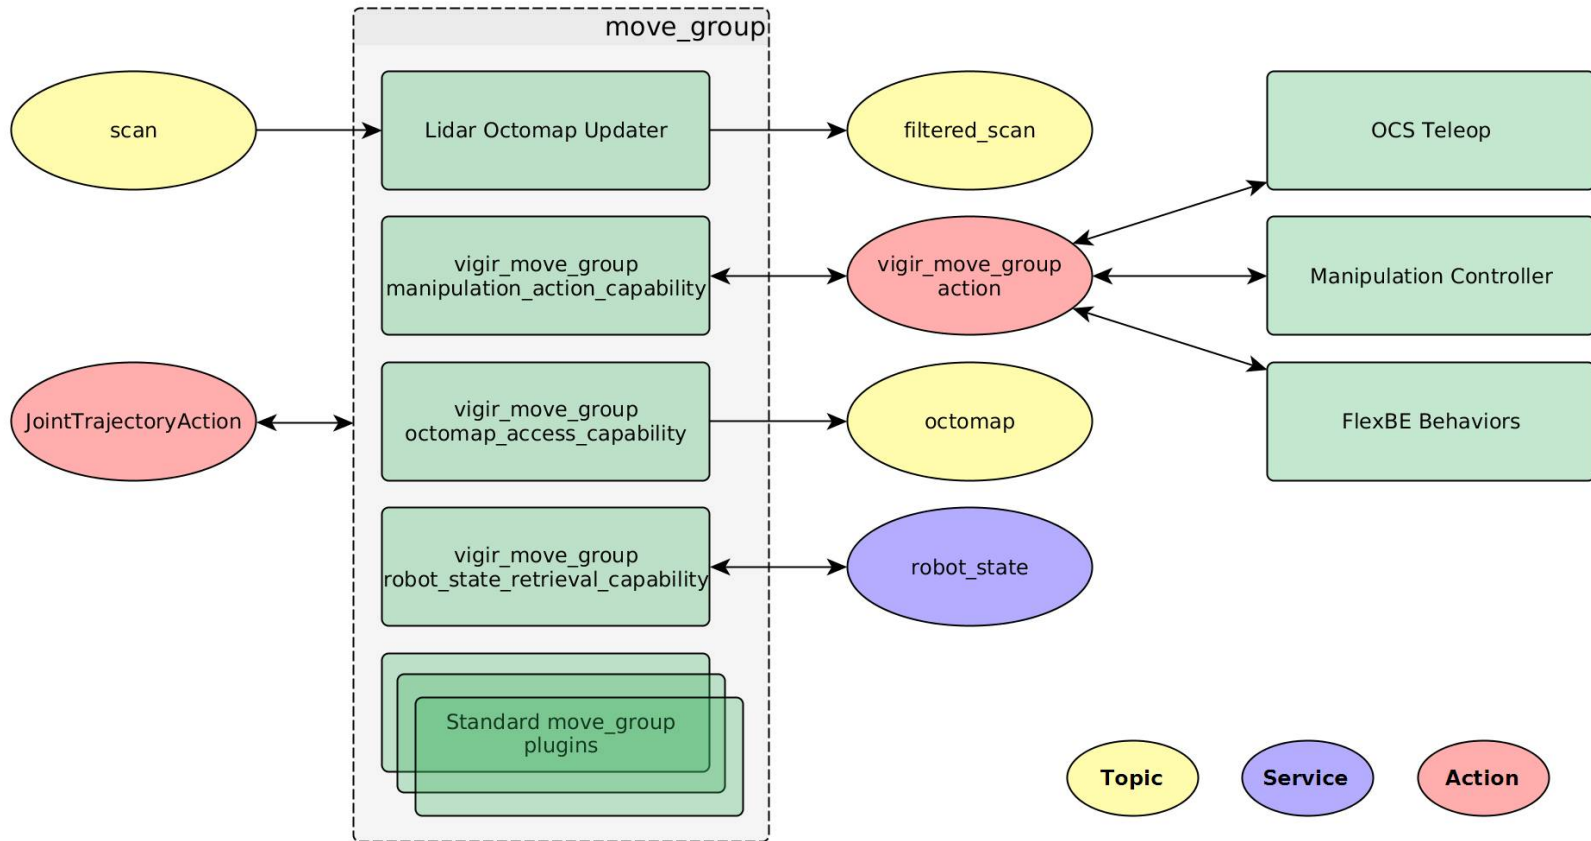 move_group
scan
Lidar Octomap Updater
filtered_scan
OCS Teleop
vigir_move_group
manipulation_action_capability
vigir_move_group
action
Manipulation Controller
JointTrajectoryAction
vigir_move_group
octomap_access_capability
octomap
FlexBE Behaviors
vigir_move_group
robot_state_retrieval_capability
robot_state
Standard move_group
plugins
Topic
Service
Action